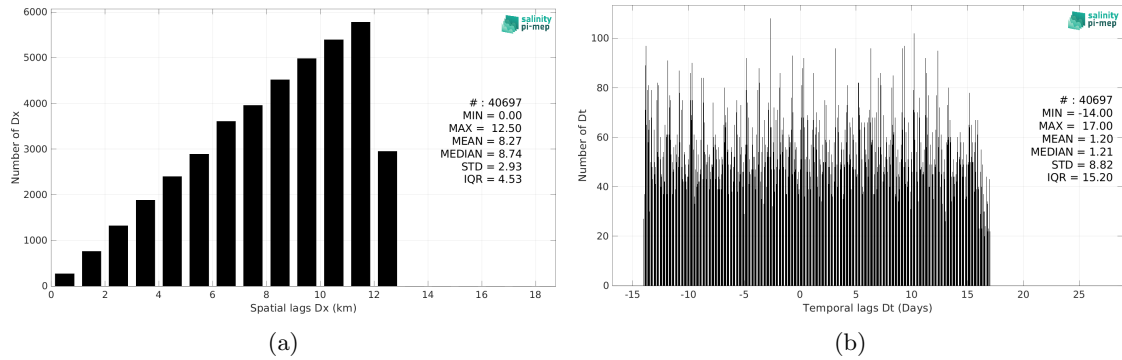 6000
5000
4000
3000
2000
1000
0
Number of Dx
0 2 4 6 8 10 12 14 16 18
Spatial lags Dx (km)
salinity
pi-mep
# : 40697
MIN = 0.00
MAX = 12.50
MEAN = 8.27
MEDIAN = 8.74
STD = 2.93
IQR = 4.53
(a)
100
80
60
40
20
0
Number of Dt
-15 -10 -5 0 5 10 15 20 25
Temporal lags Dt (Days)
salinity
pi-mep
# : 40697
MIN = -14.00
MAX = 17.00
MEAN = 1.20
MEDIAN = 1.21
STD = 8.82
IQR = 15.20
(b)